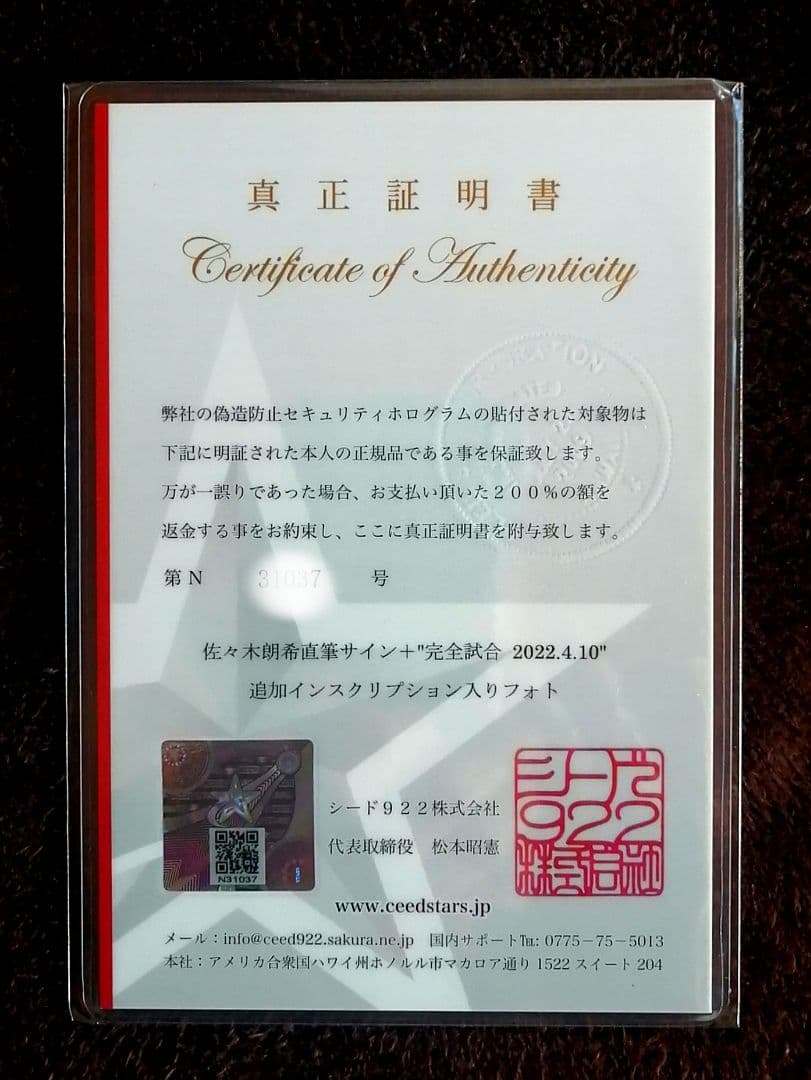 真正証明書
Certificate of Authenticity
弊社の偽造防止セキュリティホログラムの貼付された対象物は
下記に明証された本人の正規品である事を保証致します。
万が一誤りであった場合、お支払い頂いた200%の額を
返金する事をお約束し、ここに真正証明書を附与致します。
第N 31037 号
佐々木朗希直筆サイン＋"完全試合 2022.4.10"
追加インスクリプション入りフォト
シード922株式会社
代表取締役 松本昭憲
シード
922
株式会社
N31037
www.ceedstars.jp
メール：info@ceed922.sakura.ne.jp 国内サポート℡: 0775－75－5013
本社：アメリカ合衆国ハワイ州ホノルル市マカロア通り1522 スイート204